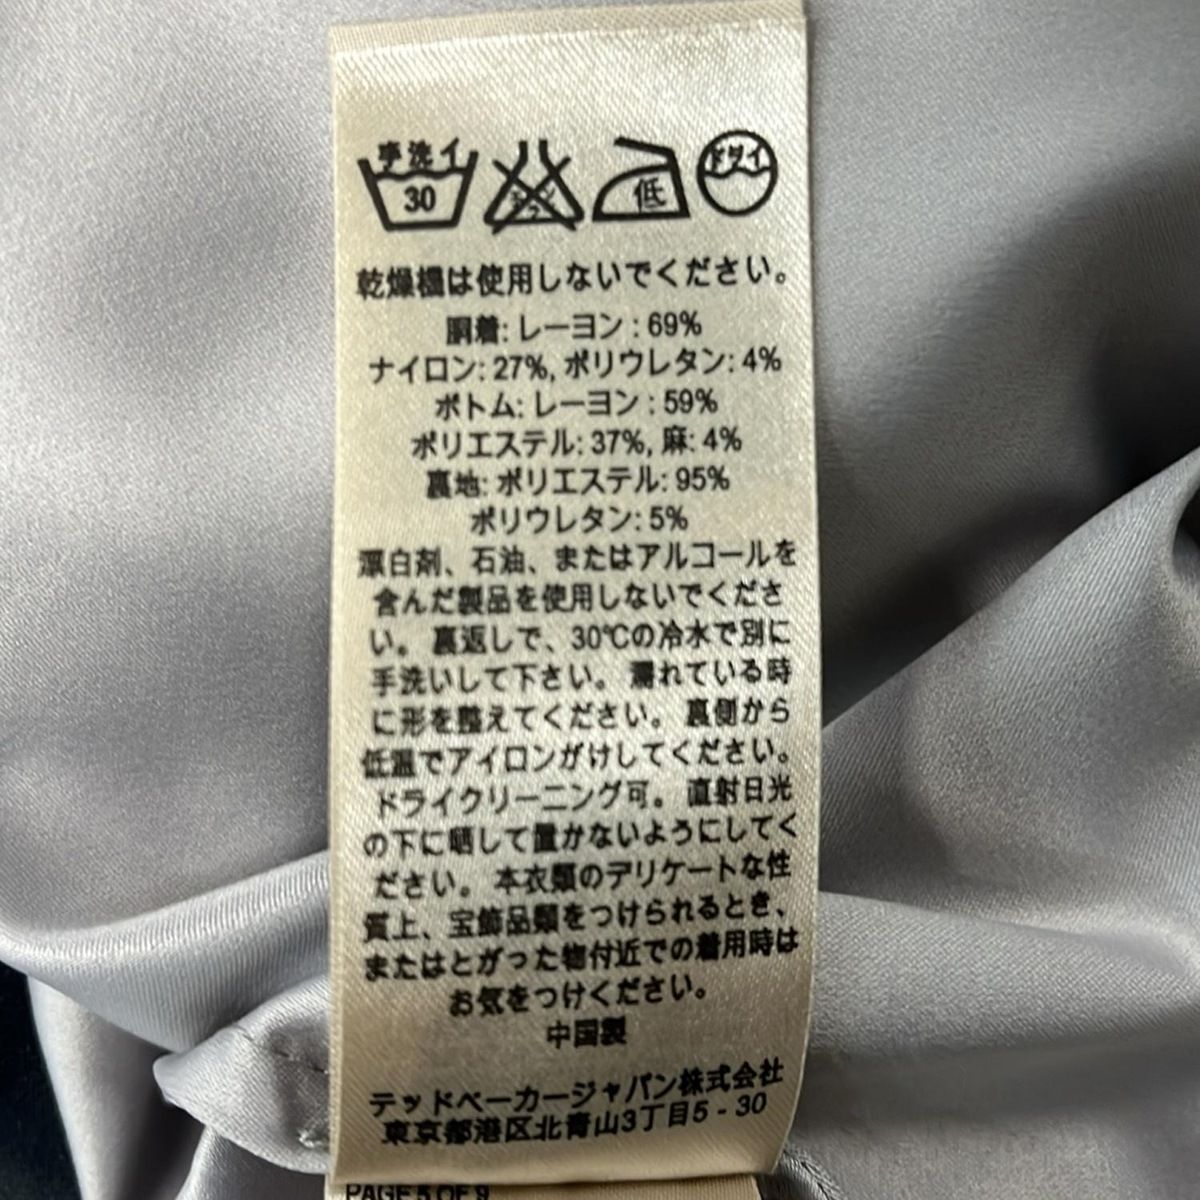 手洗イ
30
低
ドライ
乾燥機は使用しないでください。
胴着: レーヨン : 69%
ナイロン: 27%, ポリウレタン: 4%
ボトム: レーヨン : 59%
ポリエステル: 37%, 麻: 4%
裏地: ポリエステル: 95%
ポリウレタン: 5%
漂白剤、石油、またはアルコールを
含んだ製品を使用しないでくださ
い。裏返しで、30℃の冷水で別に
手洗いして下さい。濡れている時
に形を整えてください。裏側から
低温でアイロンがけしてください。
ドライクリーニング可。直射日光
の下に晒して置かないようにしてく
ださい。本衣類のデリケートな性
質上、宝飾品類をつけられるとき、
またはとがった物付近での着用時は
お気をつけください。
中国製
テッドベーカージャパン株式会社
東京都港区北青山3丁目5 - 30
PAGE 5 OF 9